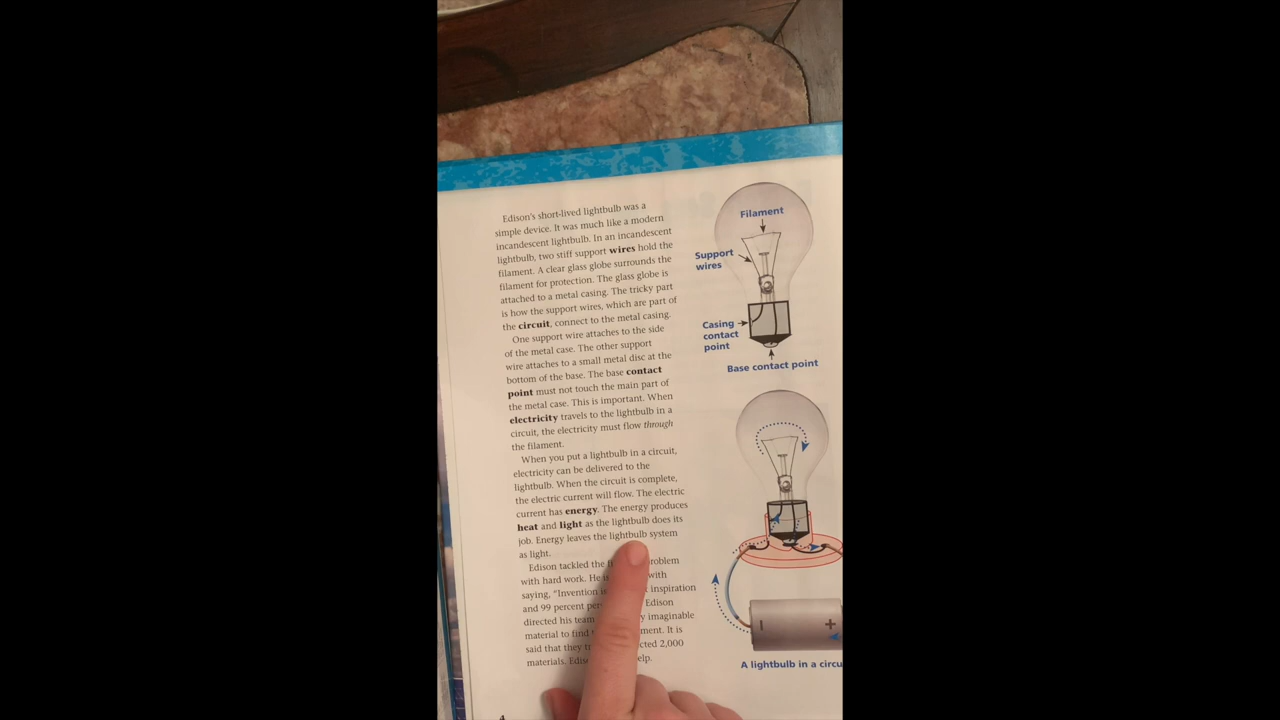 Edison's short-lived lightbulb was a
simple device. It was much like a modern
incandescent lightbulb. In an incandescent
lightbulb, two stiff support wires hold the
filament. A clear glass globe surrounds the
filament for protection. The glass globe is
attached to a metal casing. The tricky part
is how the support wires, which are part of
the circuit, connect to the metal casing.
One support wire attaches to the side
of the metal case. The other support
wire attaches to a small metal disc at the
bottom of the base. The base contact
point must not touch the main part of
the metal case. This is important. When
electricity travels to the lightbulb in a
circuit, the electricity must flow through
the filament.
When you put a lightbulb in a circuit,
electricity can be delivered to the
lightbulb. When the circuit is complete,
the electric current will flow. The electric
current has energy. The energy produces
heat and light as the lightbulb does its
job. Energy leaves the lightbulb system
as light.
Edison tackled the
with hard work. He with
saying, "Invention inspiration
and 99 percent Edison
directed his team imaginable
material to find It is
said that they 2,000
materials.
Filament
Support
wires
Casing
contact
point
Base contact point
− +
A lightbulb in a
4